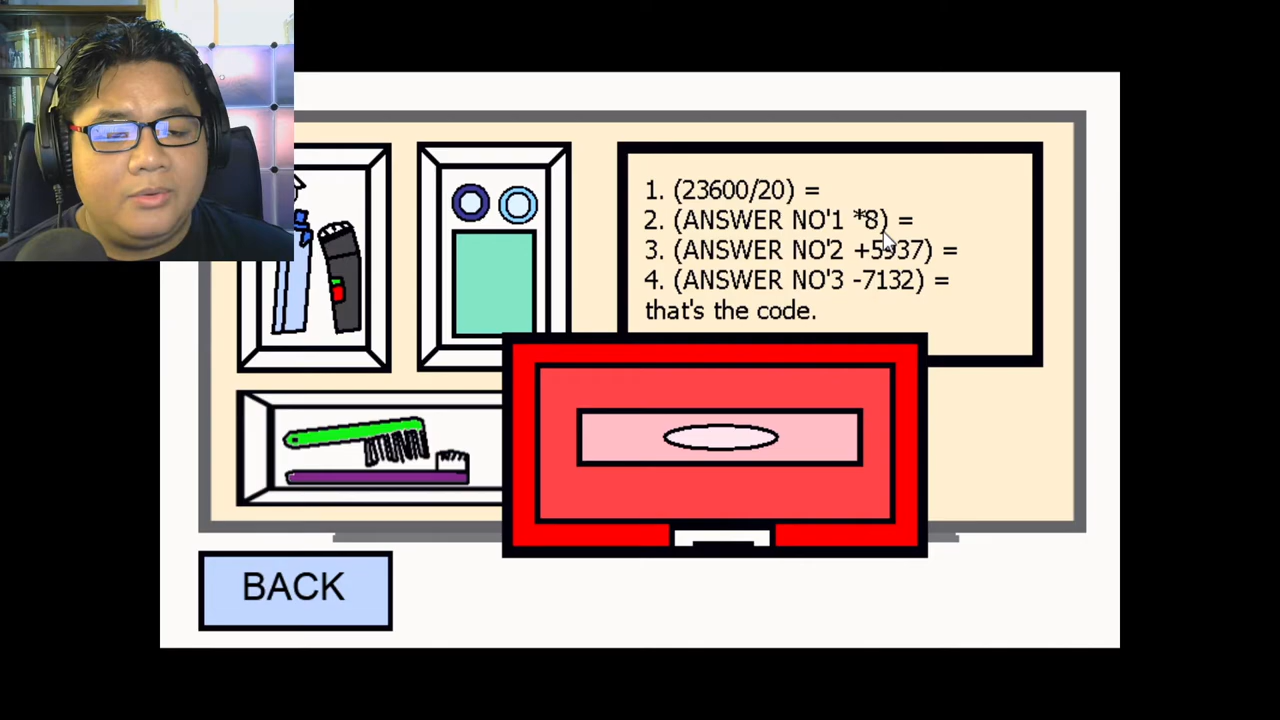 1. (23600/20) =
2. (ANSWER NO'1 *8) =
3. (ANSWER NO'2 +5937) =
4. (ANSWER NO'3 -7132) =
that's the code.
BACK